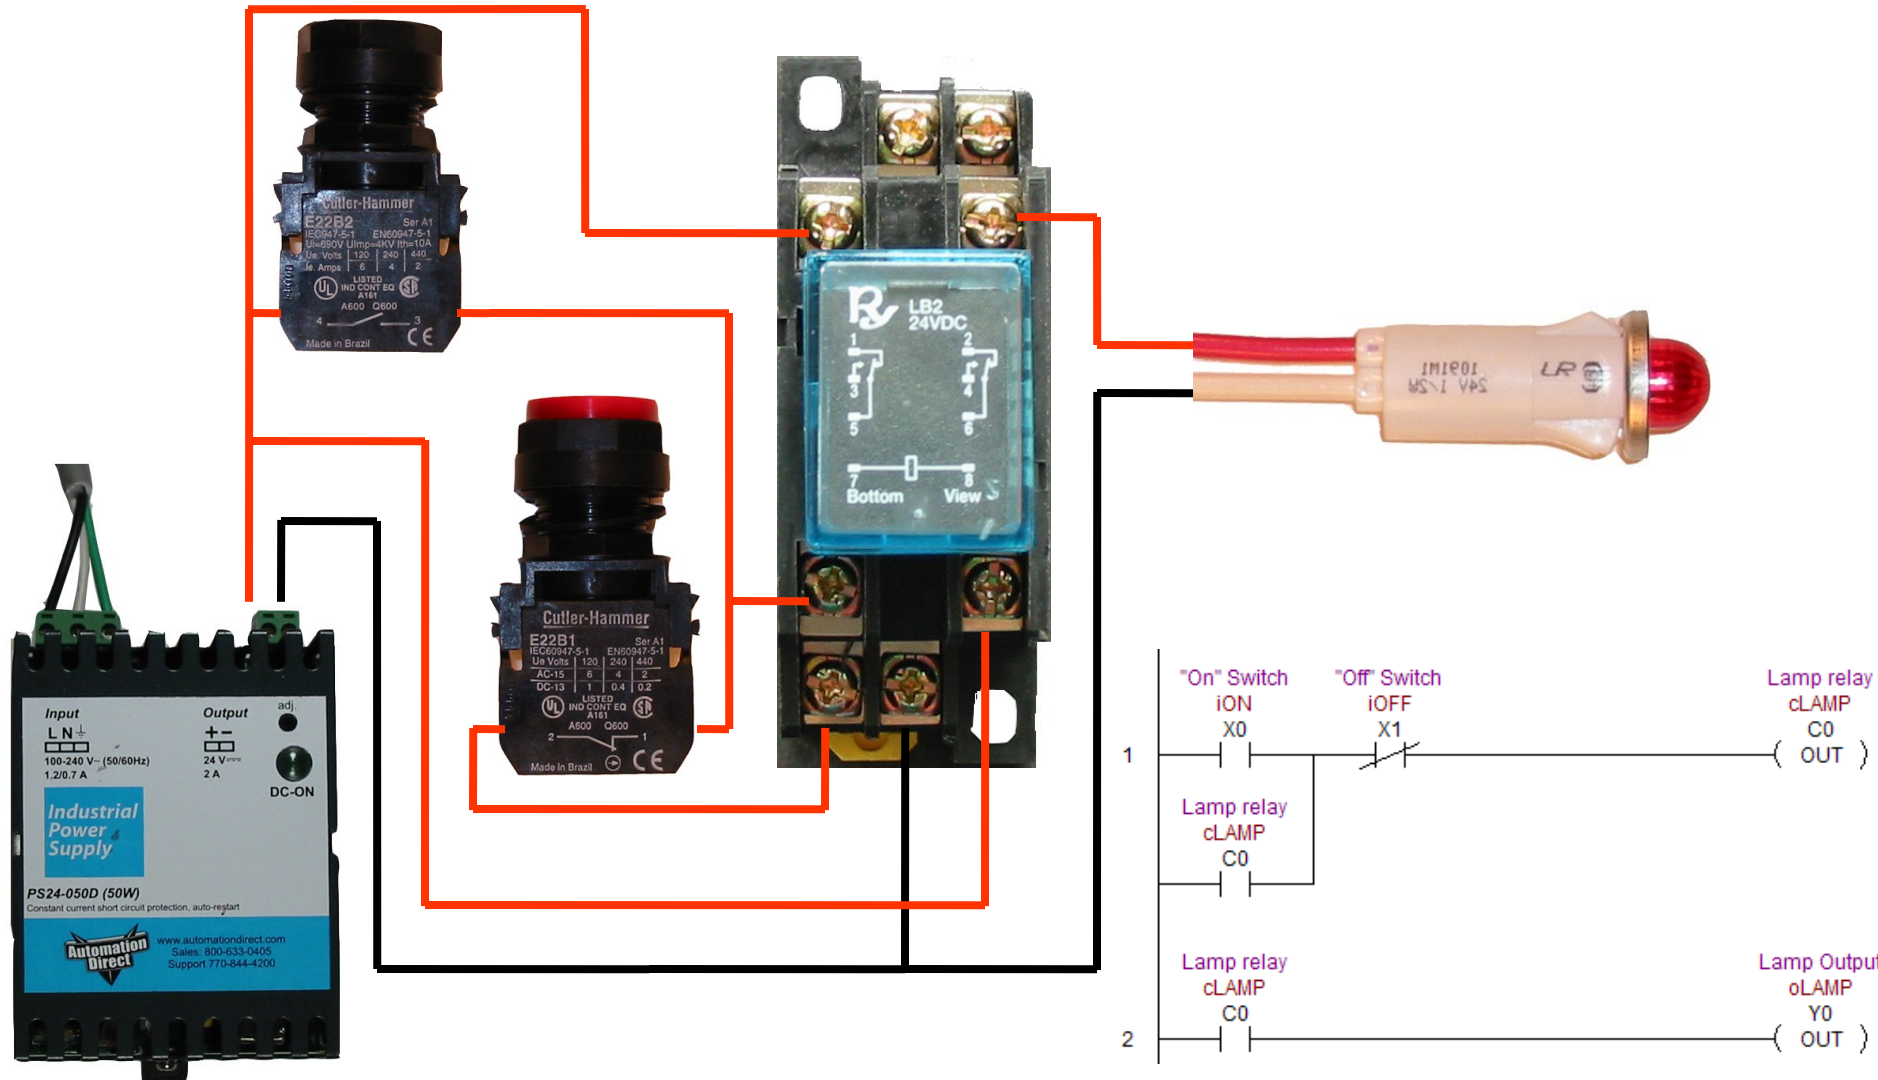 Cutler-Hammer
E22B2 Ser A1
IEC947-5-1 EN60947-5-1
Ui=690V Uimp=4KV Ith=10A
Ue. Volts 120 240 440
Ie. Amps 6 4 2
UL LISTED
IND CONT EQ
A161
A600 Q600
4 3
Made in Brazil CE
Cutler-Hammer
E22B1 Ser A1
IEC60947-5-1 EN60947-5-1
Ue Volts 120 240 440
AC-15 6 4 2
DC-13 1 0.4 0.2
UL LISTED
IND CONT EQ
A161
A600 Q600
2 1
Made in Brazil CE
LB2
24VDC
1 2
3 4
5 6
7 8
Bottom View
1091M1
24V 1/2W
LR
Input
L N
100-240 V~ (50/60Hz)
1.2/0.7 A
Output
+ -
24 V
2 A
adj.
DC-ON
Industrial
Power
Supply
PS24-050D (50W)
Constant current short circuit protection, auto-restart
Automation
Direct
www.automationdirect.com
Sales: 800-633-0405
Support 770-844-4200
"On" Switch "Off" Switch Lamp relay
iON iOFF cLAMP
X0 X1 C0
1 OUT
Lamp relay
cLAMP
C0
Lamp relay Lamp Output
cLAMP oLAMP
C0 Y0
2 OUT